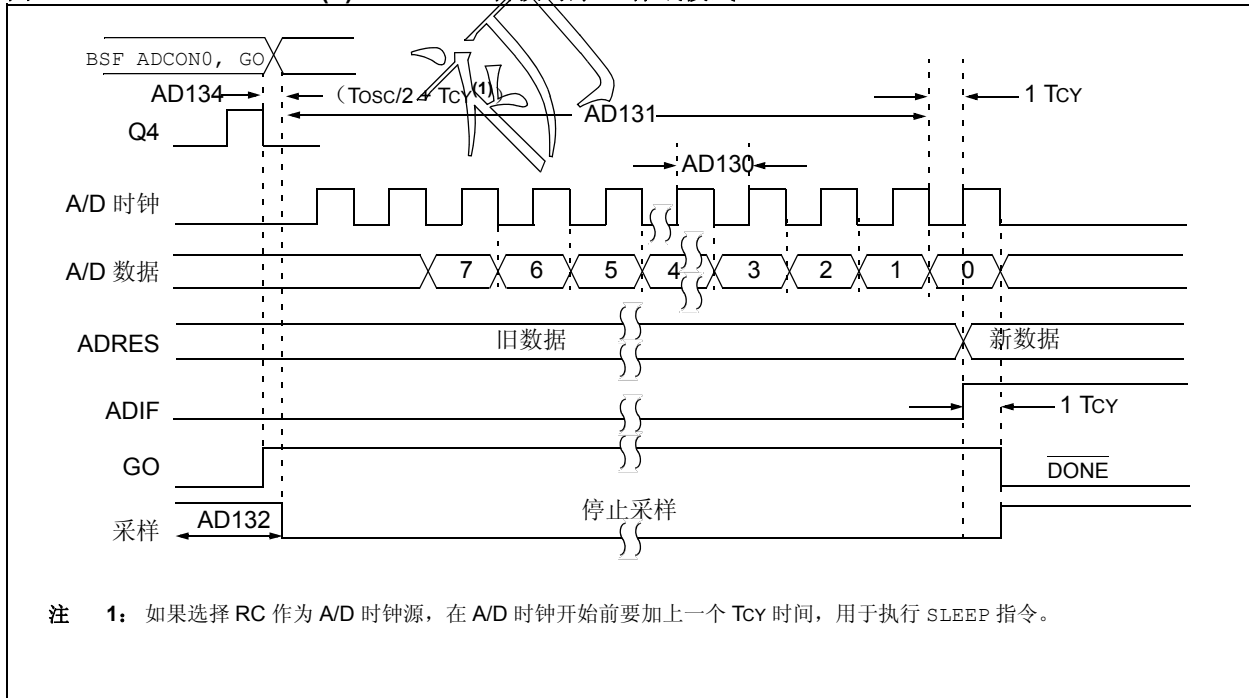 BSF ADCON0, GO
AD134
（TOSC/2 + TCY(1)）
AD131
1 TCY
Q4
AD130
A/D 时钟
A/D 数据
7 6 5 4 3 2 1 0
ADRES
旧数据
新数据
ADIF
1 TCY
GO
DONE
采样
AD132
停止采样
注 1： 如果选择 RC 作为 A/D 时钟源，在 A/D 时钟开始前要加上一个 TCY 时间，用于执行 SLEEP 指令。